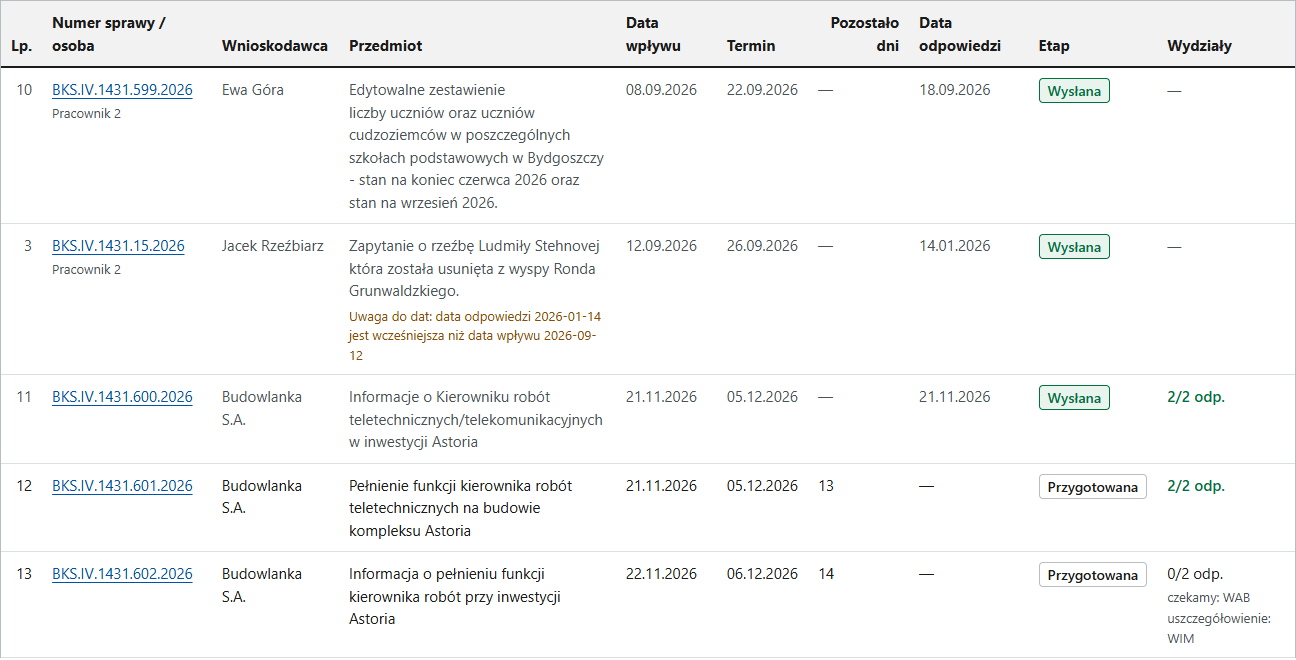 Lp. Numer sprawy / osoba Wnioskodawca Przedmiot Data wpływu Termin Pozostało dni Data odpowiedzi Etap Wydziały
10 BKS.IV.1431.599.2026 Ewa Góra Edytowalne zestawienie 08.09.2026 22.09.2026 — 18.09.2026 Wysłana —
Pracownik 2 liczby uczniów oraz uczniów
cudzoziemców w poszczególnych
szkołach podstawowych w Bydgoszczy
- stan na koniec czerwca 2026 oraz
stan na wrzesień 2026.
3 BKS.IV.1431.15.2026 Jacek Rzeźbiarz Zapytanie o rzeźbę Ludmiły Stehnovej 12.09.2026 26.09.2026 — 14.01.2026 Wysłana —
Pracownik 2 która została usunięta z wyspy Ronda
Grunwaldzkiego.
Uwaga do dat: data odpowiedzi 2026-01-14
jest wcześniejsza niż data wpływu 2026-09-
12
11 BKS.IV.1431.600.2026 Budowlanka Informacje o Kierowniku robót 21.11.2026 05.12.2026 — 21.11.2026 Wysłana 2/2 odp.
S.A. teletechnicznych/telekomunikacyjnych
w inwestycji Astoria
12 BKS.IV.1431.601.2026 Budowlanka Pełnienie funkcji kierownika robót 21.11.2026 05.12.2026 13 — Przygotowana 2/2 odp.
S.A. teletechnicznych na budowie
kompleksu Astoria
13 BKS.IV.1431.602.2026 Budowlanka Informacja o pełnieniu funkcji 22.11.2026 06.12.2026 14 — Przygotowana 0/2 odp.
S.A. kierownika robót przy inwestycji czekamy: WAB
Astoria uszczegółowienie:
WIM